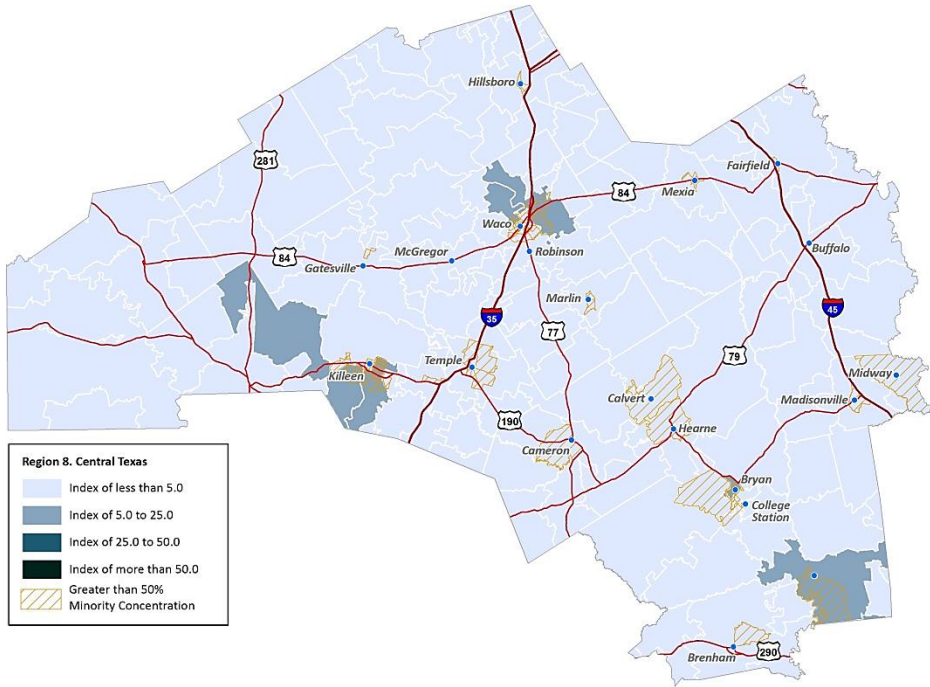 Hillsboro
281
Fairfield
84
Mexia
Waco
Buffalo
McGregor
Robinson
84
Gatesville
Marlin
45
35
77
79
Temple
Midway
Killeen
Calvert
Madisonville
190
Hearne
Cameron
Region 8. Central Texas
Index of less than 5.0
Index of 5.0 to 25.0
Index of 25.0 to 50.0
Index of more than 50.0
Greater than 50%
Minority Concentration
Bryan
College
Station
Brenham
290